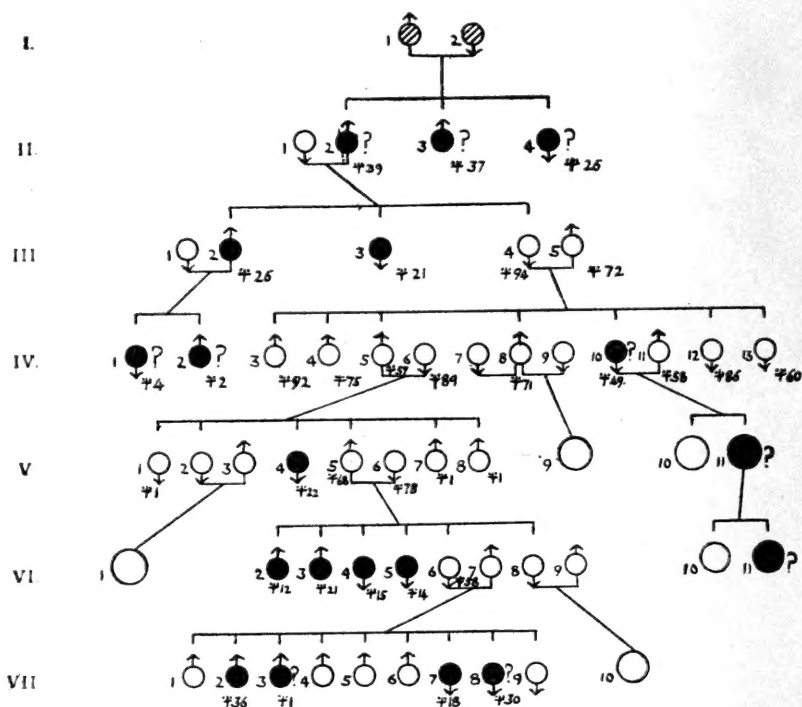 I. 1 2
II. 1 2 ? 3 ? 4 ?
†39 †37 †26
III 1 2 3 4 5
†26 †21 †94 †72
IV. 1 ? 2 ? 3 4 5 6 7 8 9 10 ? 11 12 13
†4 †2 †92 †75 †57 †89 †71 †49. †58 †86 †60
V 1 2 3 4 5 6 7 8 9 10 11 ?
†1 †22 †68 †78 †1 †1
VI. 1 2 3 4 5 6 7 8 9 10 11 ?
†12 †21 †15 †14 †56
VII 1 2 3 ? 4 5 6 7 8 ? 9 10
†36 †1 †18 †30